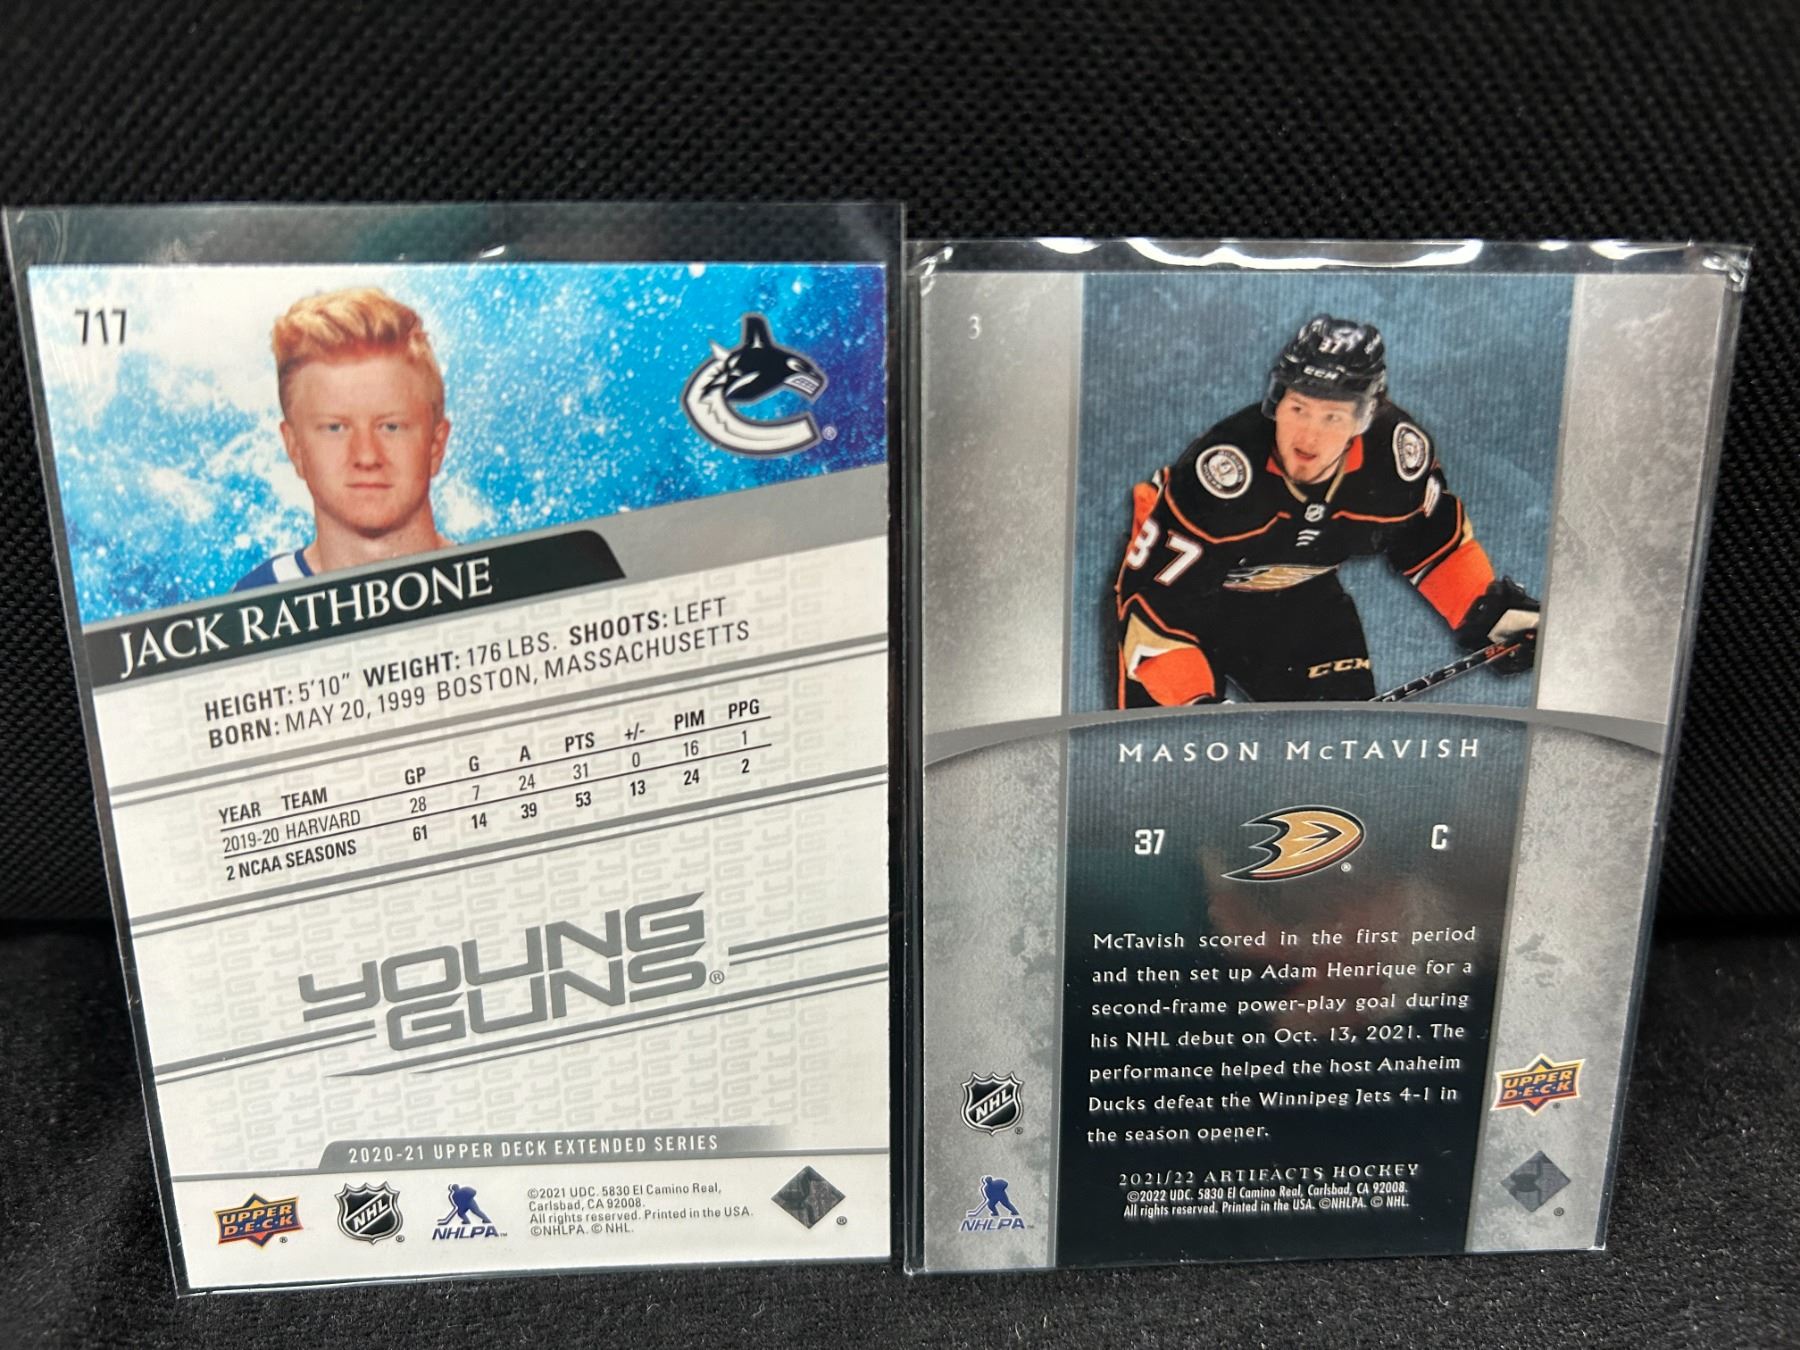 717
JACK RATHBONE
HEIGHT: 5'10" WEIGHT: 176 LBS. SHOOTS: LEFT
BORN: MAY 20, 1999 BOSTON, MASSACHUSETTS
YEAR TEAM GP G A PTS +/- PIM PPG
2019-20 HARVARD 28 7 24 31 0 16 1
2 NCAA SEASONS 61 14 39 53 13 24 2
YOUNG
GUNS®
2020-21 UPPER DECK EXTENDED SERIES
UPPER
D·E·C·K
NHL
NHLPA
©2021 UDC. 5830 El Camino Real,
Carlsbad, CA 92008.
All rights reserved. Printed in the USA.
©NHLPA. © NHL.
3
37
CCM
37
CCM
MASON McTAVISH
37 C
McTavish scored in the first period
and then set up Adam Henrique for a
second-frame power-play goal during
his NHL debut on Oct. 13, 2021. The
performance helped the host Anaheim
Ducks defeat the Winnipeg Jets 4-1 in
the season opener.
NHL
UPPER
D·E·C·K
NHLPA
2021/22 ARTIFACTS HOCKEY
©2022 UDC. 5830 El Camino Real, Carlsbad, CA 92008.
All rights reserved. Printed in the USA. ©NHLPA. © NHL.